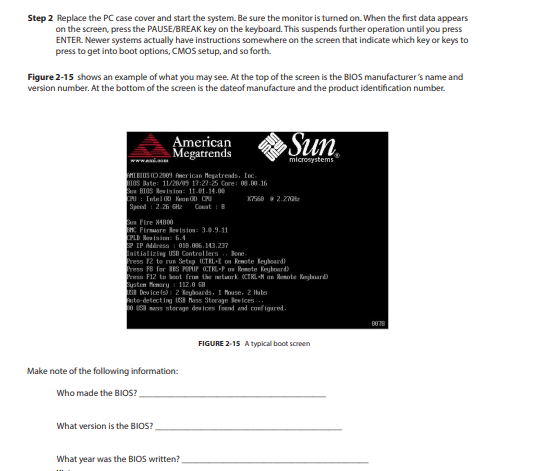 Step 2 Replace the PC case cover and start the system. Be sure the monitor is turned on. When the first data appears
on the screen, press the PAUSE/BREAK key on the keyboard. This suspends further operation until you press
ENTER. Newer systems actually have instructions somewhere on the screen that indicate which key or keys to
press to get into boot options, CMOS setup, and so forth.
Figure 2-15 shows an example of what you may see. At the top of the screen is the BIOS manufacturer's name and
version number. At the bottom of the screen is the dateof manufacture and the product identification number.
American
Megatrends
www.ami.com
Sun
microsystems
AMIBIOS(C)2009 American Megatrends, Inc.
BIOS Date: 11/20/09 17:27:25 Core: 08.00.16
Sun BIOS Revision: 11.01.14.00
CPU : Intel(R) Xeon(R) CPU X7560 @ 2.27GHz
Speed : 2.26 GHz Count : 8
Sun Fire X4800
BMC Firmware Revision: 3.0.9.11
CPLD Revision: 6.4
SP IP Address : 010.006.143.237
Initializing USB Controllers .. Done.
Press F2 to run Setup (CTRL+E on Remote Keyboard)
Press F8 for BBS POPUP (CTRL+P on Remote Keyboard)
Press F12 to boot from the network (CTRL+N on Remote Keyboard)
System Memory : 112.0 GB
USB Device(s): 2 Keyboards, 1 Mouse, 2 Hubs
Auto-detecting USB Mass Storage Devices ..
00 USB mass storage devices found and configured.
0078
FIGURE 2-15 A typical boot screen
Make note of the following information:
Who made the BIOS?
What version is the BIOS?
What year was the BIOS written?